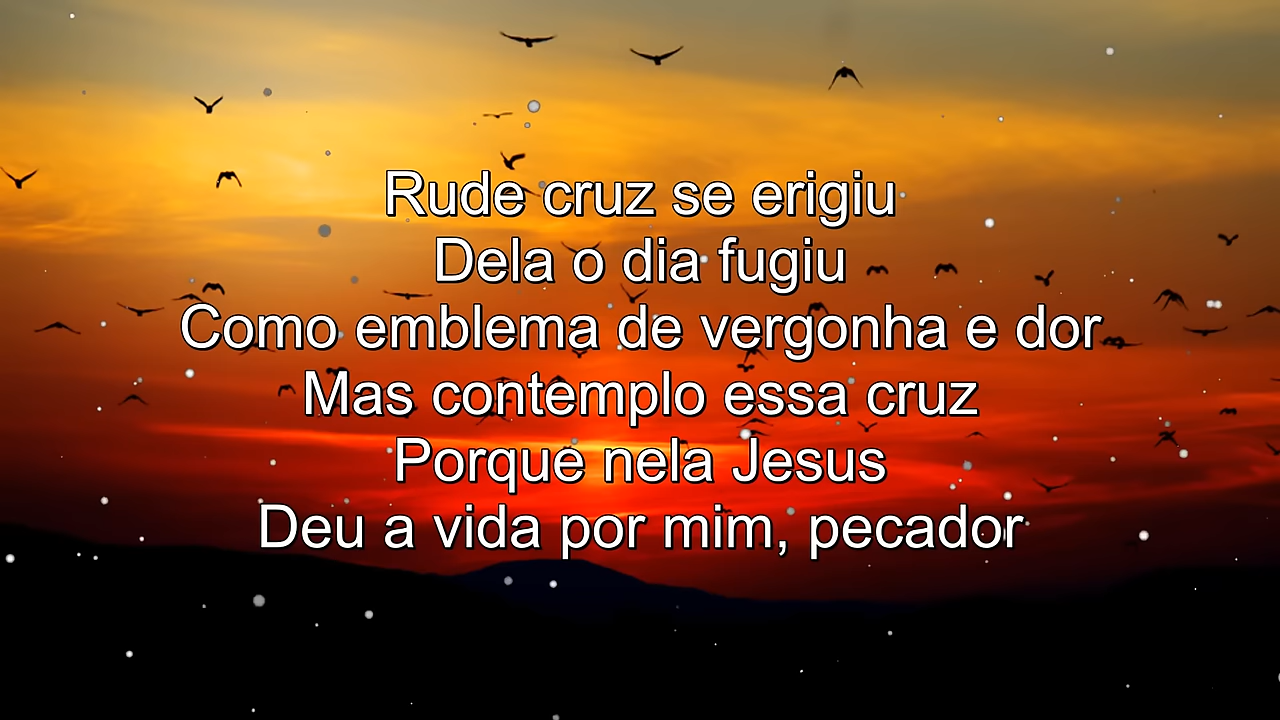 Rude cruz se erigiu
Dela o dia fugiu
Como emblema de vergonha e dor
Mas contemplo essa cruz
Porque nela Jesus
Deu a vida por mim, pecador